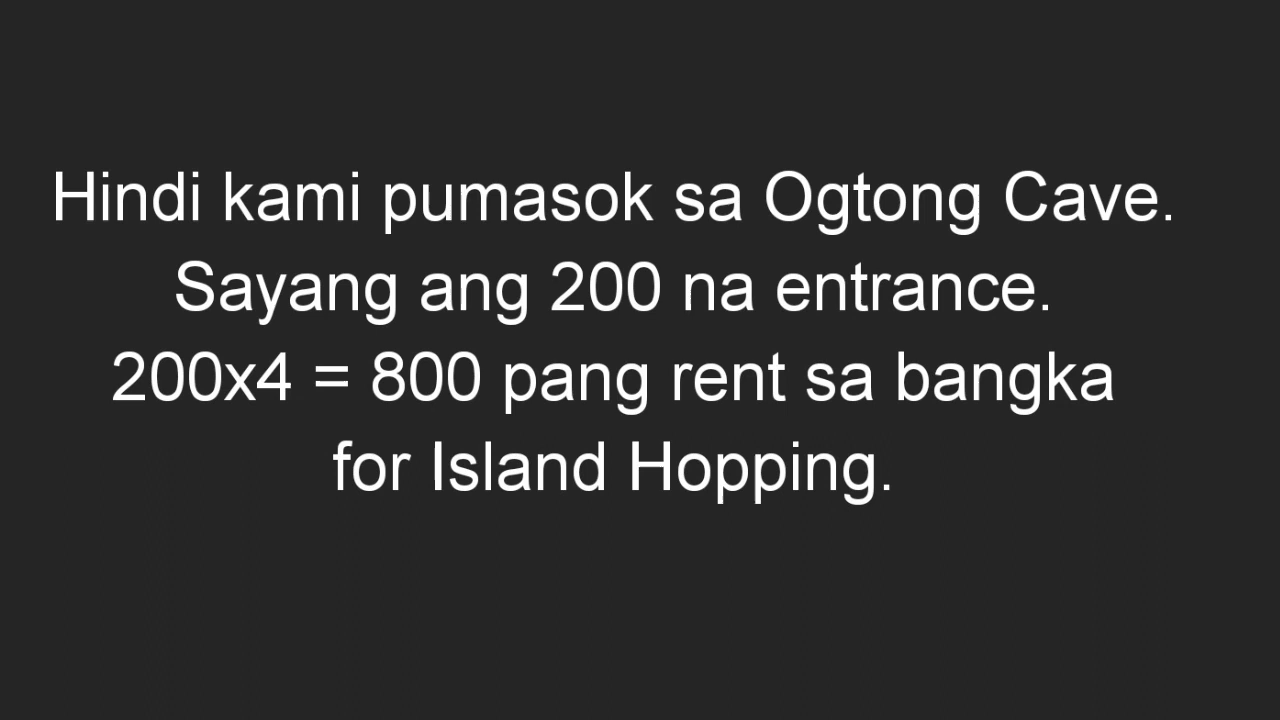 Hindi kami pumasok sa Ogtong Cave.
Sayang ang 200 na entrance.
200x4 = 800 pang rent sa bangka
for Island Hopping.